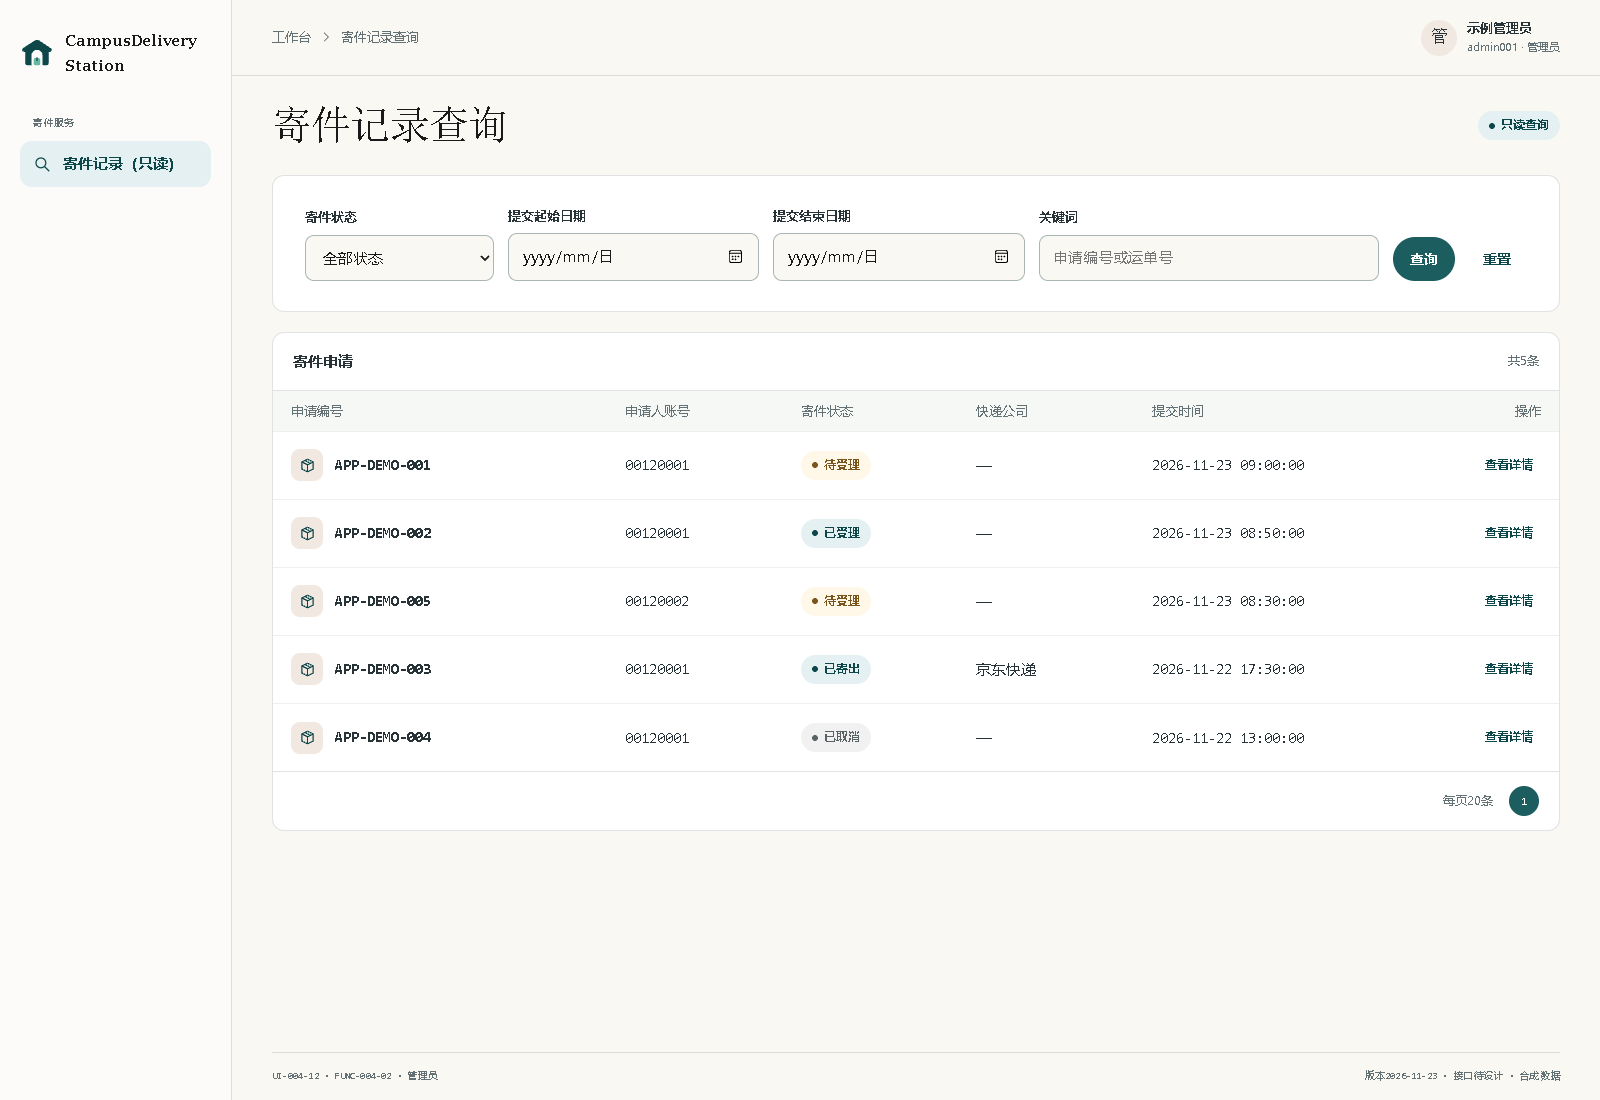 CampusDelivery
Station
寄件服务
寄件记录（只读）
工作台 > 寄件记录查询
管
示例管理员
admin001 · 管理员
寄件记录查询
只读查询
寄件状态
全部状态
提交起始日期
yyyy/mm/日
提交结束日期
yyyy/mm/日
关键词
申请编号或运单号
查询
重置
寄件申请
共5条
申请编号 申请人账号 寄件状态 快递公司 提交时间 操作
APP-DEMO-001 00120001 待受理 — 2026-11-23 09:00:00 查看详情
APP-DEMO-002 00120001 已受理 — 2026-11-23 08:50:00 查看详情
APP-DEMO-005 00120002 待受理 — 2026-11-23 08:30:00 查看详情
APP-DEMO-003 00120001 已寄出 京东快递 2026-11-22 17:30:00 查看详情
APP-DEMO-004 00120001 已取消 — 2026-11-22 13:00:00 查看详情
每页20条 1
UI-004-12 · FUNC-004-02 · 管理员
版本2026-11-23 · 接口待设计 · 合成数据